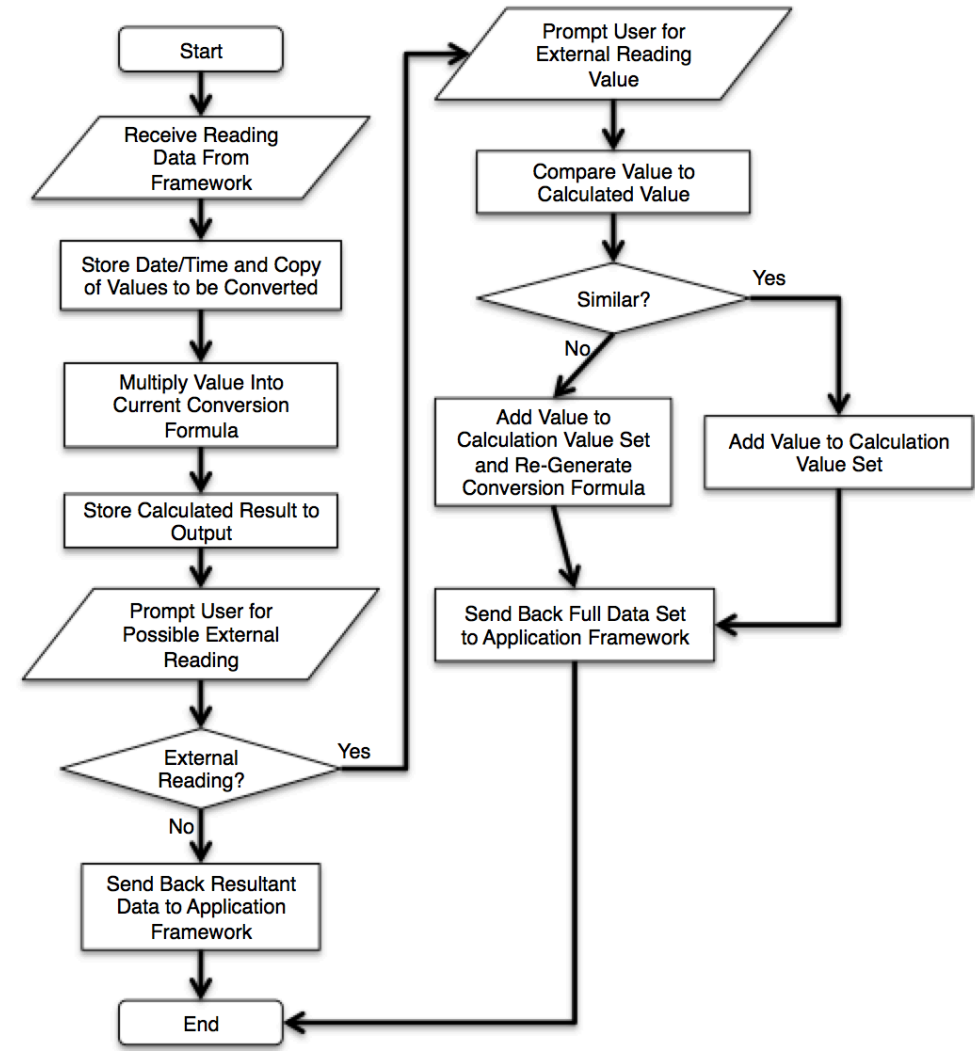 Start
Receive Reading
Data From
Framework
Store Date/Time and Copy
of Values to be Converted
Multiply Value Into
Current Conversion
Formula
Store Calculated Result to
Output
Prompt User for
Possible External
Reading
External
Reading?
Yes
No
Send Back Resultant
Data to Application
Framework
End
Prompt User for
External Reading
Value
Compare Value to
Calculated Value
Similar?
Yes
No
Add Value to
Calculation Value Set
and Re-Generate
Conversion Formula
Add Value to Calculation
Value Set
Send Back Full Data Set
to Application Framework